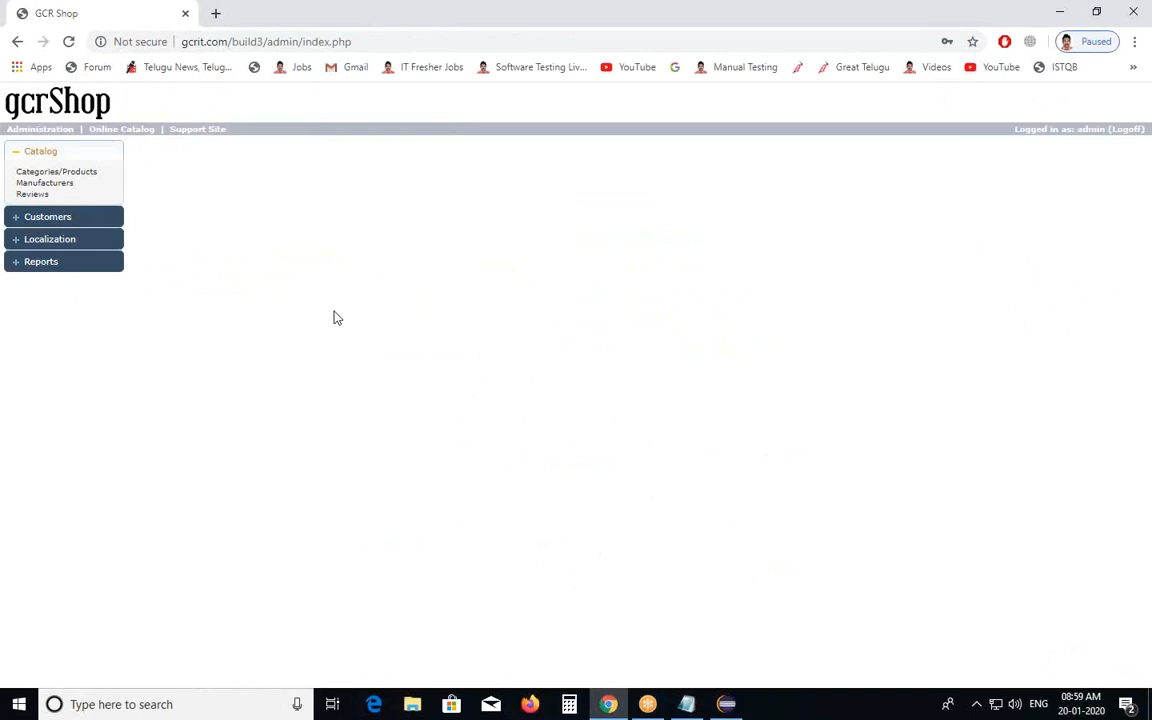 GCR Shop
Not secure | gcrit.com/build3/admin/index.php
Paused
Apps Forum Telugu News, Telug... Jobs Gmail IT Fresher Jobs Software Testing Liv... YouTube Manual Testing Great Telugu Videos YouTube ISTQB »
gcrShop
Administration | Online Catalog | Support Site
Logged in as: admin (Logoff)
Catalog
Categories/Products
Manufacturers
Reviews
Customers
Localization
Reports
Type here to search
ENG
08:59 AM
20-01-2020
2